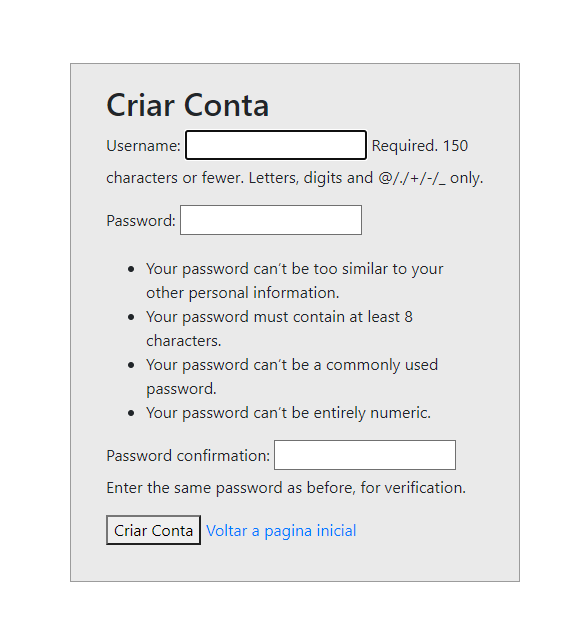 Criar Conta
Username: Required. 150
characters or fewer. Letters, digits and @/./+/-/_ only.
Password:
• Your password can't be too similar to your
other personal information.
• Your password must contain at least 8
characters.
• Your password can't be a commonly used
password.
• Your password can't be entirely numeric.
Password confirmation:
Enter the same password as before, for verification.
Criar Conta Voltar a pagina inicial